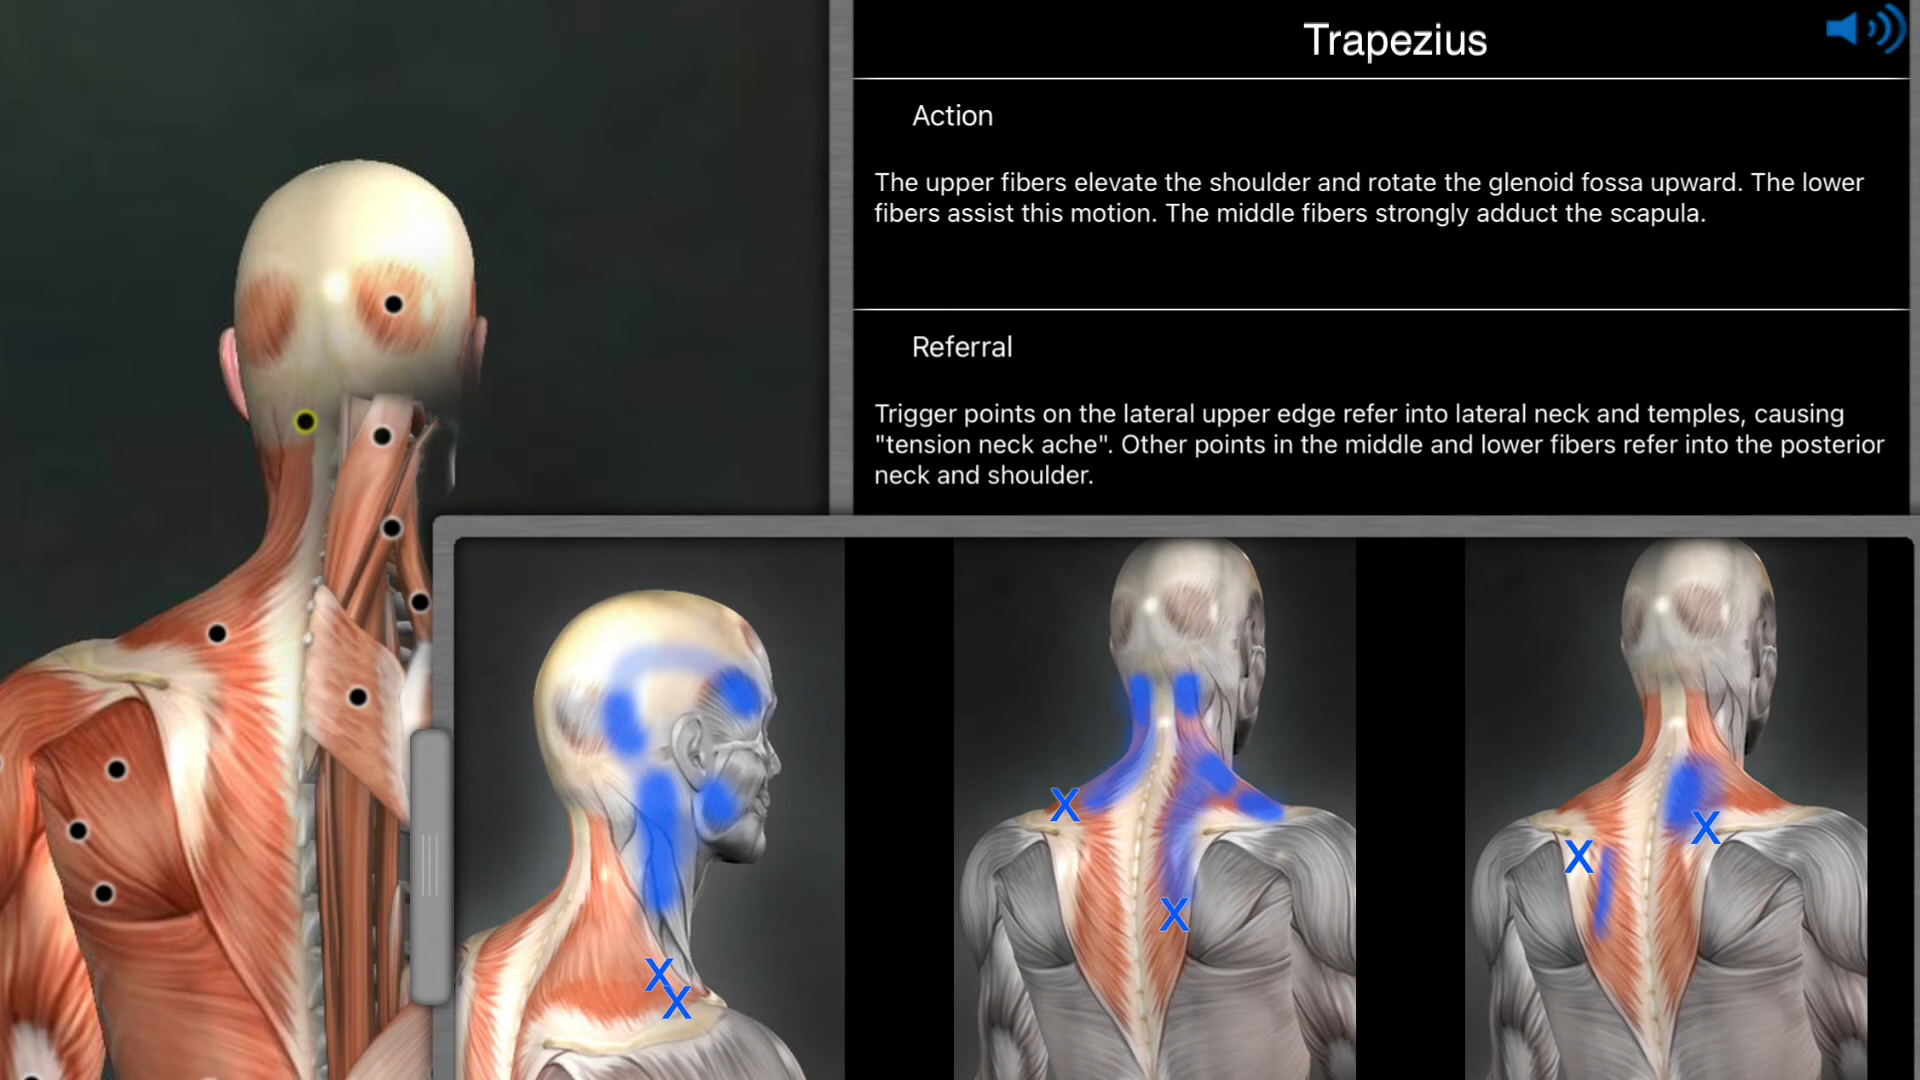 Trapezius
Action
The upper fibers elevate the shoulder and rotate the glenoid fossa upward. The lower
fibers assist this motion. The middle fibers strongly adduct the scapula.
Referral
Trigger points on the lateral upper edge refer into lateral neck and temples, causing
"tension neck ache". Other points in the middle and lower fibers refer into the posterior
neck and shoulder.
X
X
X
X
X
X